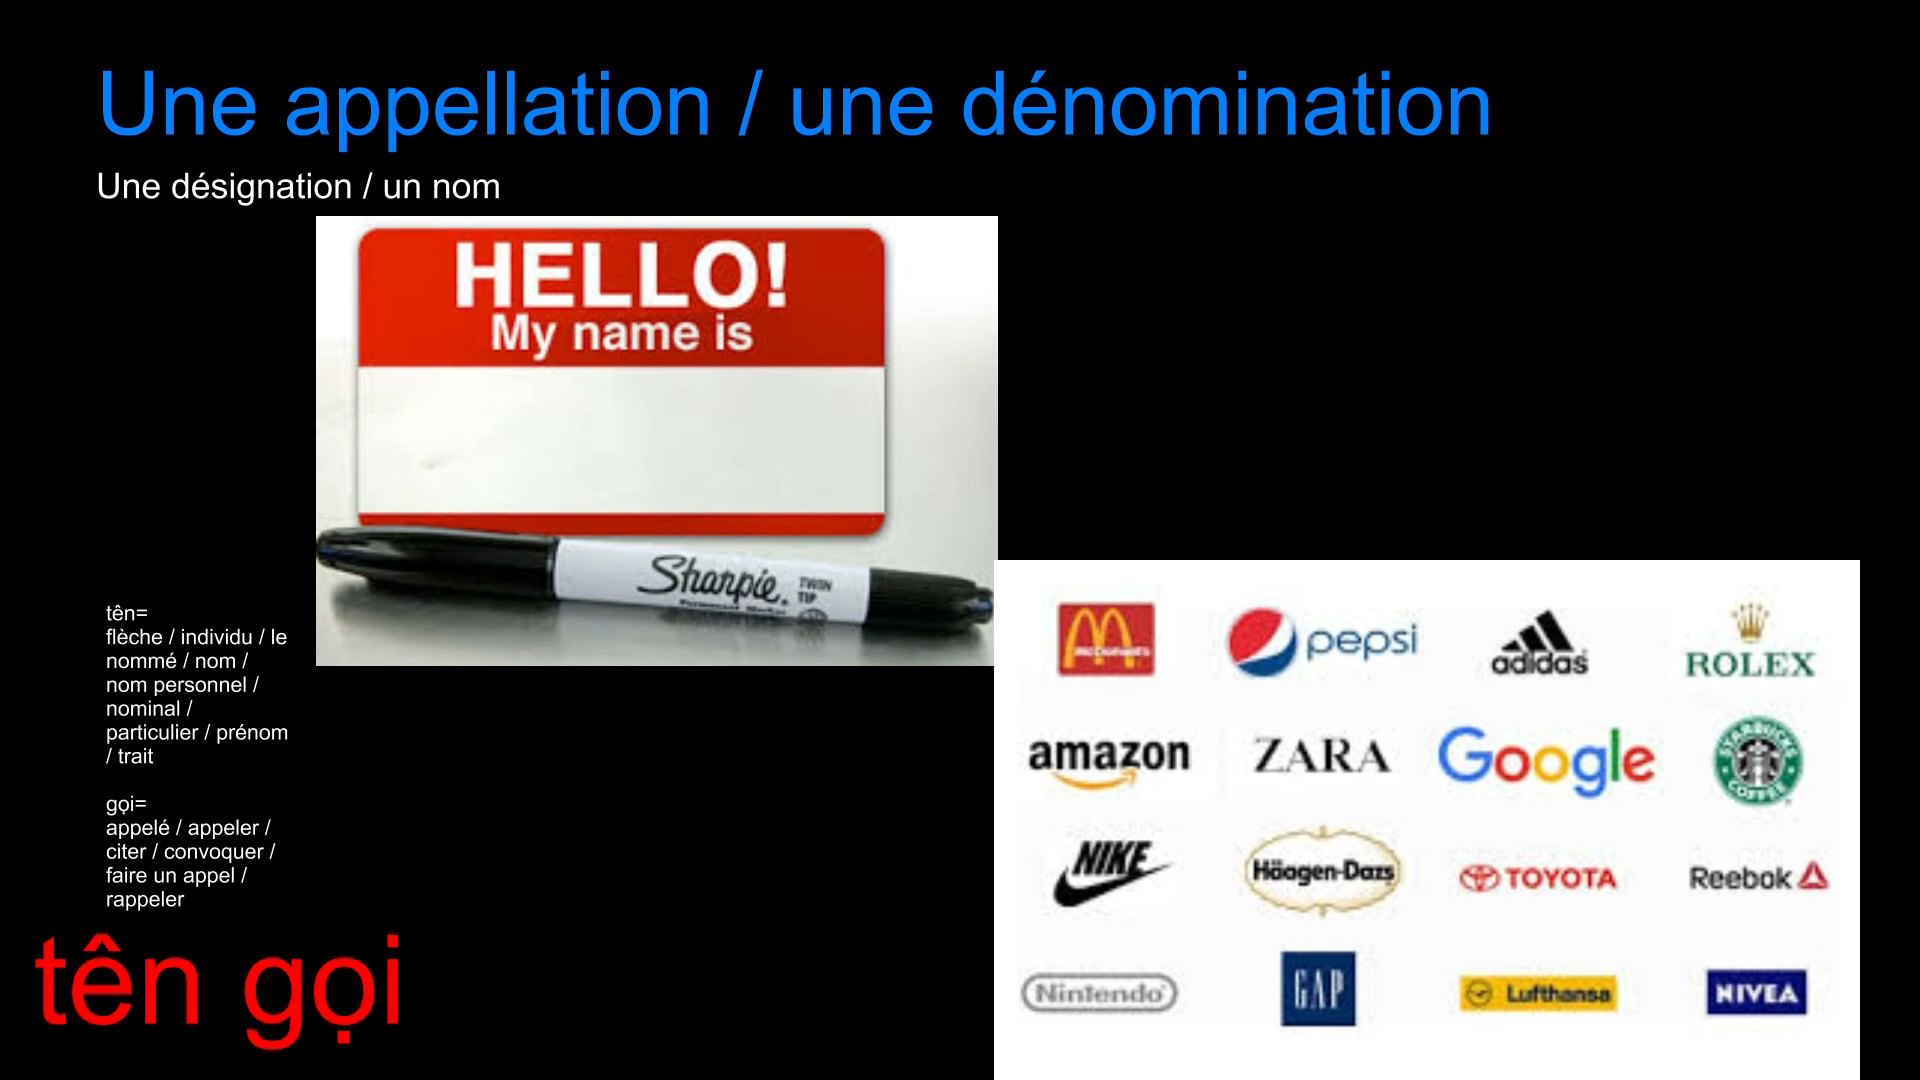 Une appellation / une dénomination
Une désignation / un nom
HELLO!
My name is
Sharpie.
TWIN
TIP
Permanent Marker
tên=
flèche / individu / le
nommé / nom /
nom personnel /
nominal /
particulier / prénom
/ trait
gọi=
appelé / appeler /
citer / convoquer /
faire un appel /
rappeler
tên gọi
McDonald's
pepsi
adidas
ROLEX
amazon
ZARA
Google
STARBUCKS
COFFEE
NIKE
Häagen-Dazs
TOYOTA
Reebok
Nintendo
GAP
Lufthansa
NIVEA